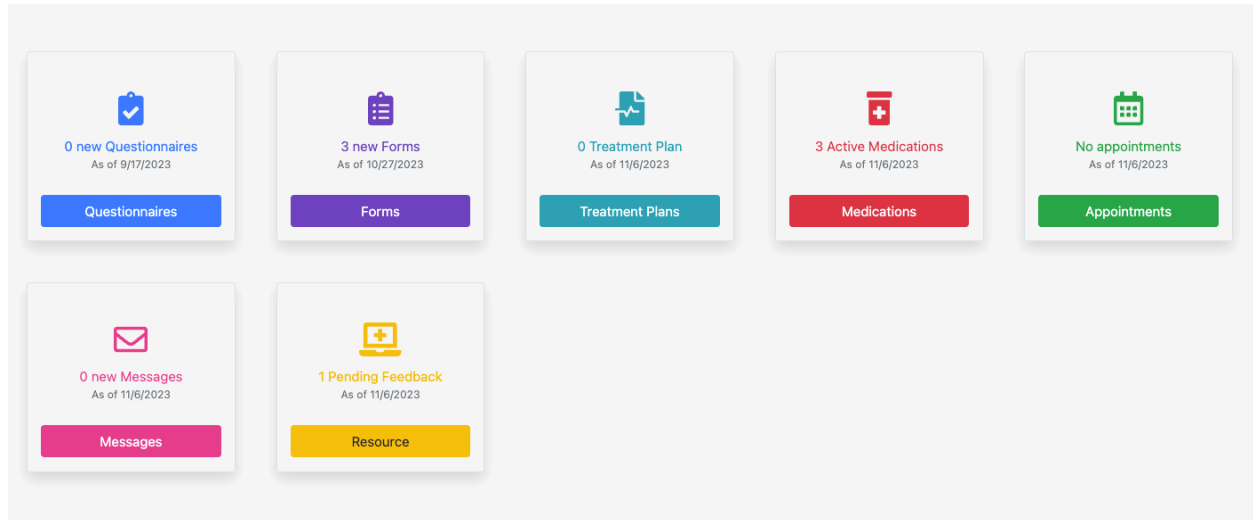 0 new Questionnaires
As of 9/17/2023
Questionnaires
3 new Forms
As of 10/27/2023
Forms
0 Treatment Plan
As of 11/6/2023
Treatment Plans
3 Active Medications
As of 11/6/2023
Medications
No appointments
As of 11/6/2023
Appointments
0 new Messages
As of 11/6/2023
Messages
1 Pending Feedback
As of 11/6/2023
Resource